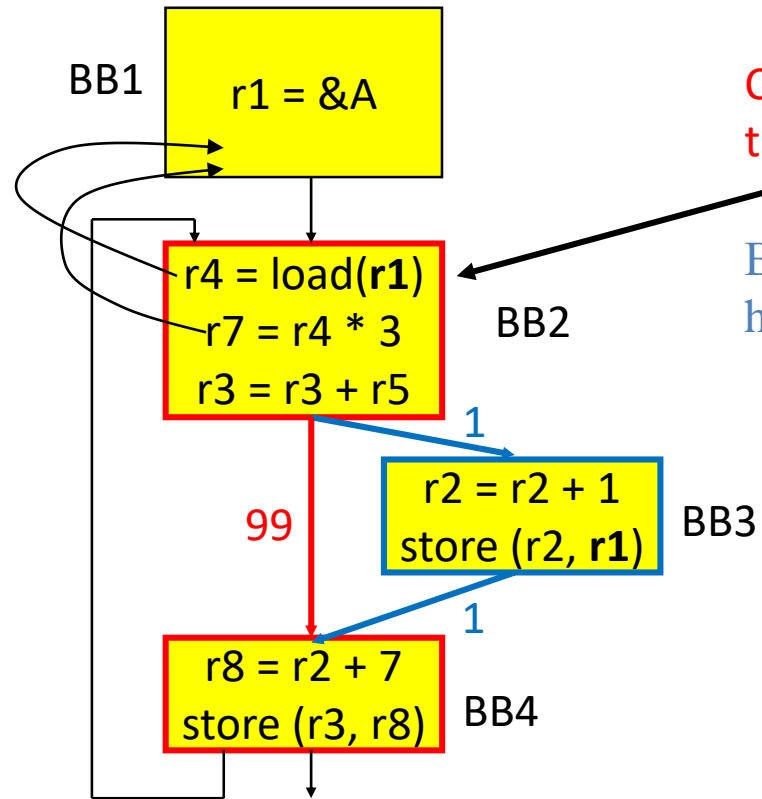 BB1
r1 = &A
r4 = load(r1)
r7 = r4 * 3
r3 = r3 + r5
BB2
1
99
r2 = r2 + 1
store (r2, r1)
BB3
1
r8 = r2 + 7
store (r3, r8)
BB4